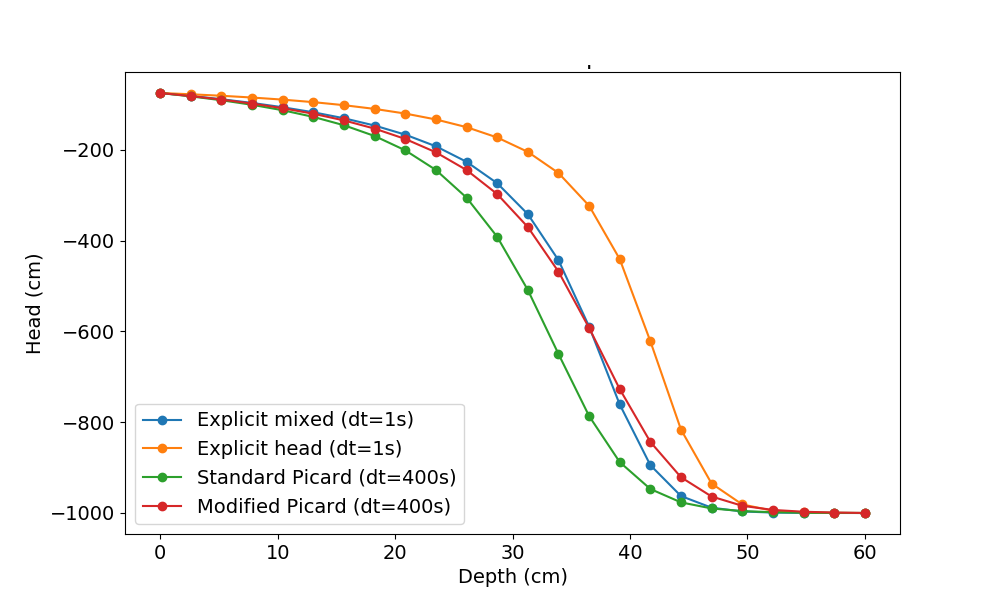 −200
−400
−600
−800
−1000
Head (cm)
Explicit mixed (dt=1s)
Explicit head (dt=1s)
Standard Picard (dt=400s)
Modified Picard (dt=400s)
0 10 20 30 40 50 60
Depth (cm)